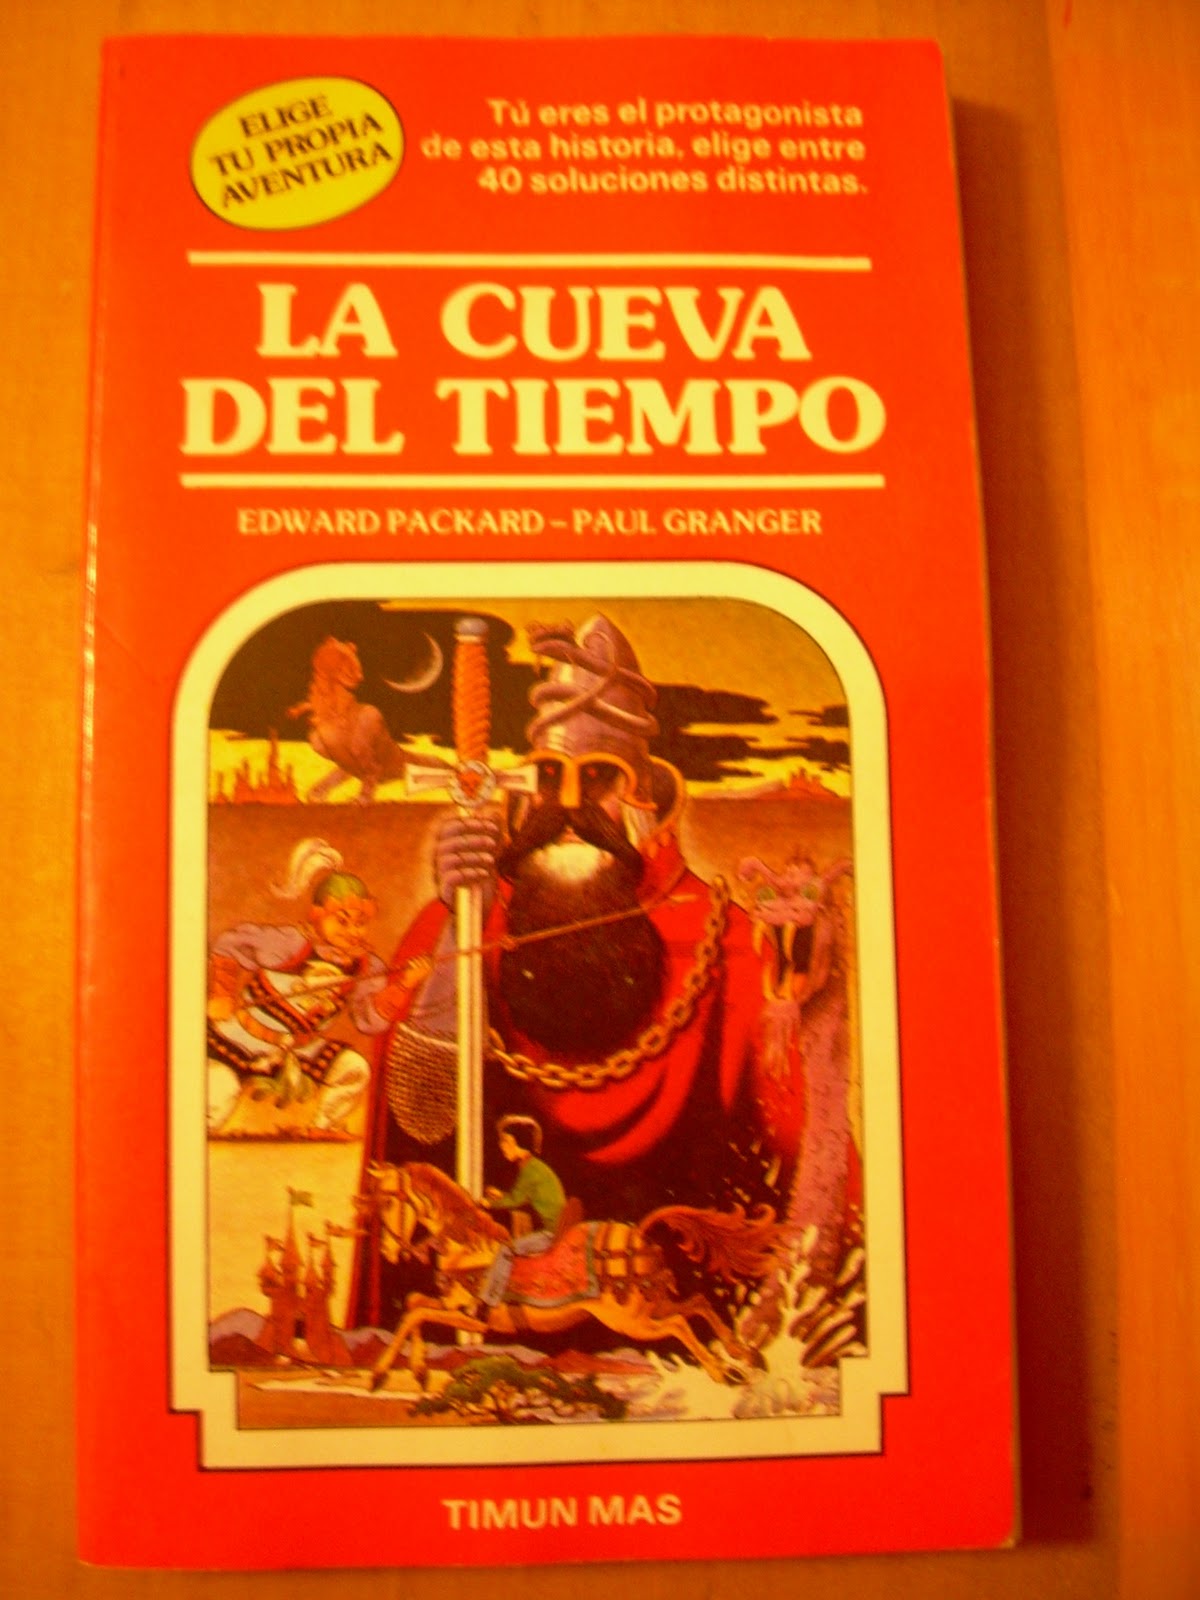 ELIGE
TU PROPIA
AVENTURA
Tú eres el protagonista
de esta historia, elige entre
40 soluciones distintas.
LA CUEVA
DEL TIEMPO
EDWARD PACKARD – PAUL GRANGER
TIMUN MAS